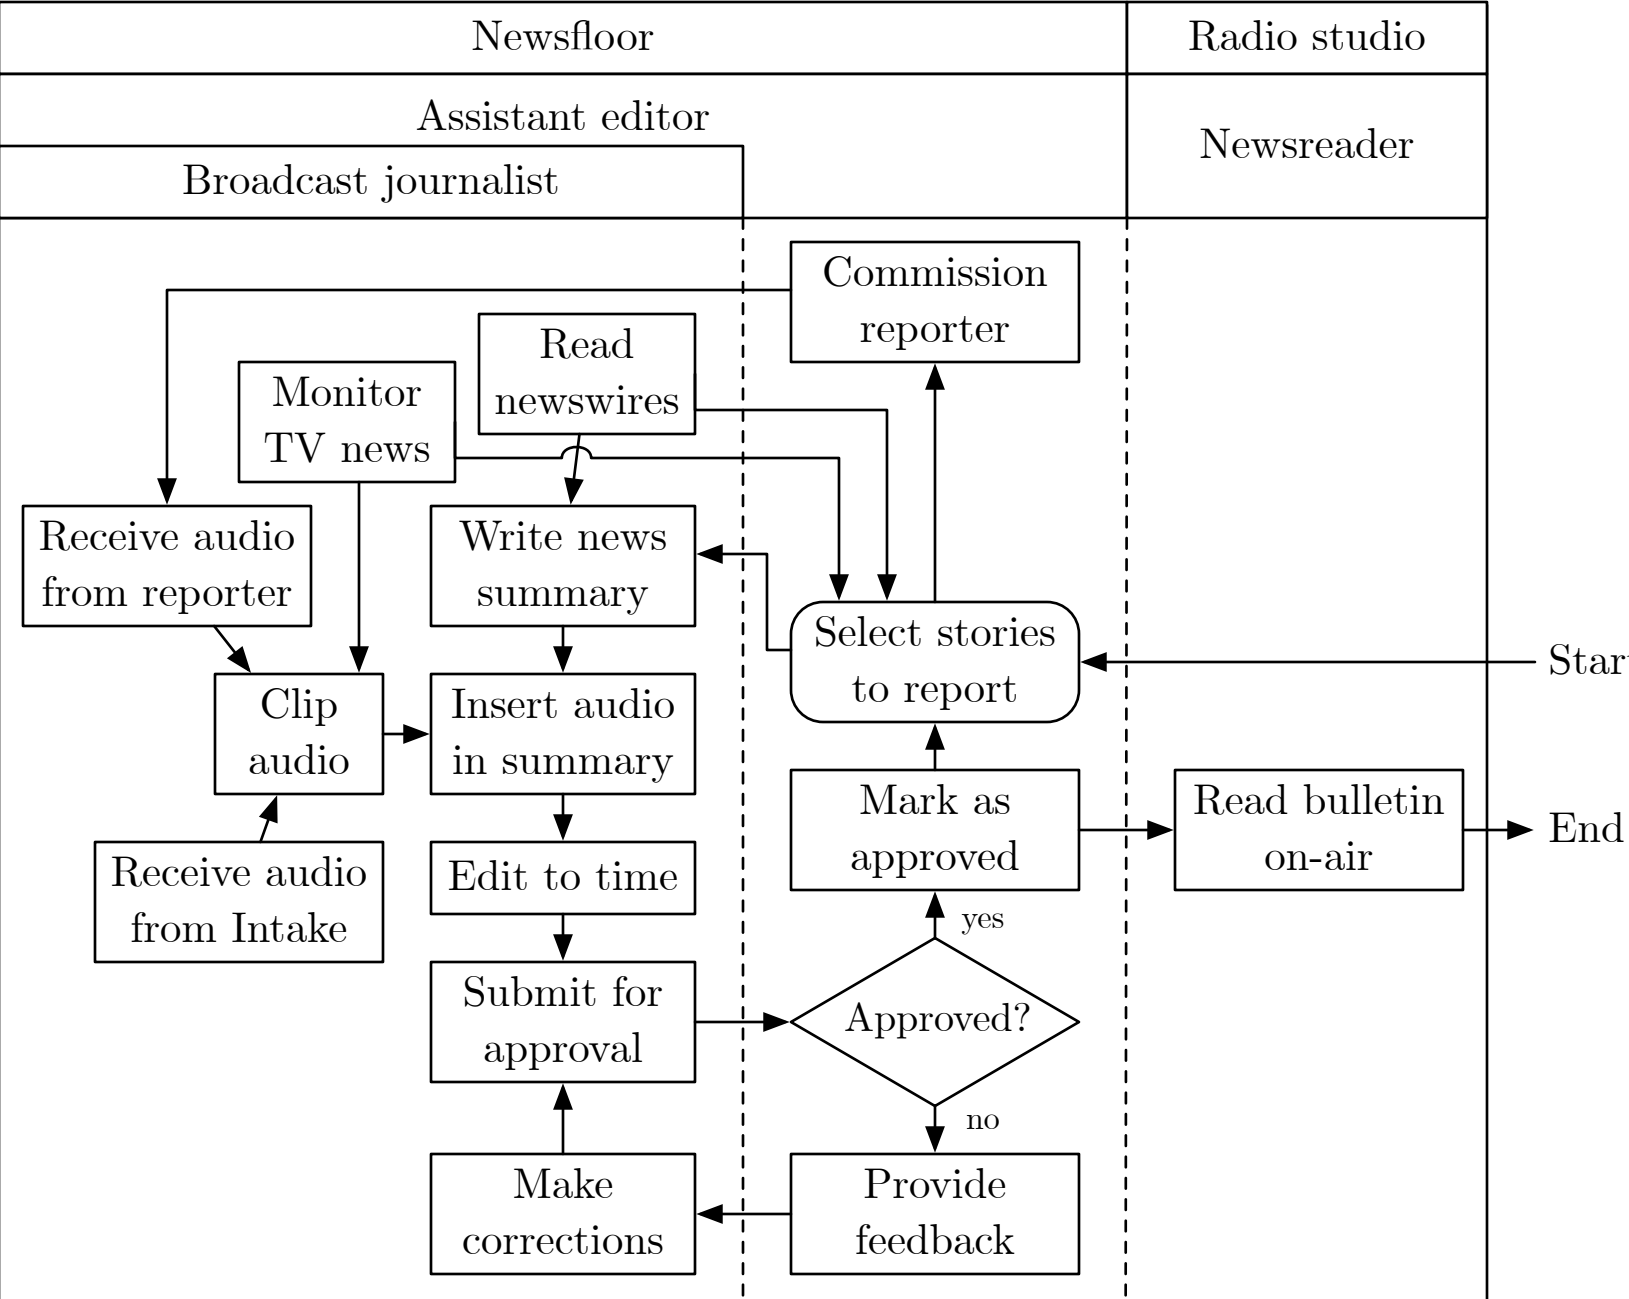 Newsfloor
Radio studio
Assistant editor
Newsreader
Broadcast journalist
Commission
reporter
Read
newswires
Monitor
TV news
Receive audio
from reporter
Write news
summary
Select stories
to report
Star
Clip
audio
Insert audio
in summary
Mark as
approved
Read bulletin
on-air
End
Receive audio
from Intake
Edit to time
yes
Submit for
approval
Approved?
no
Make
corrections
Provide
feedback